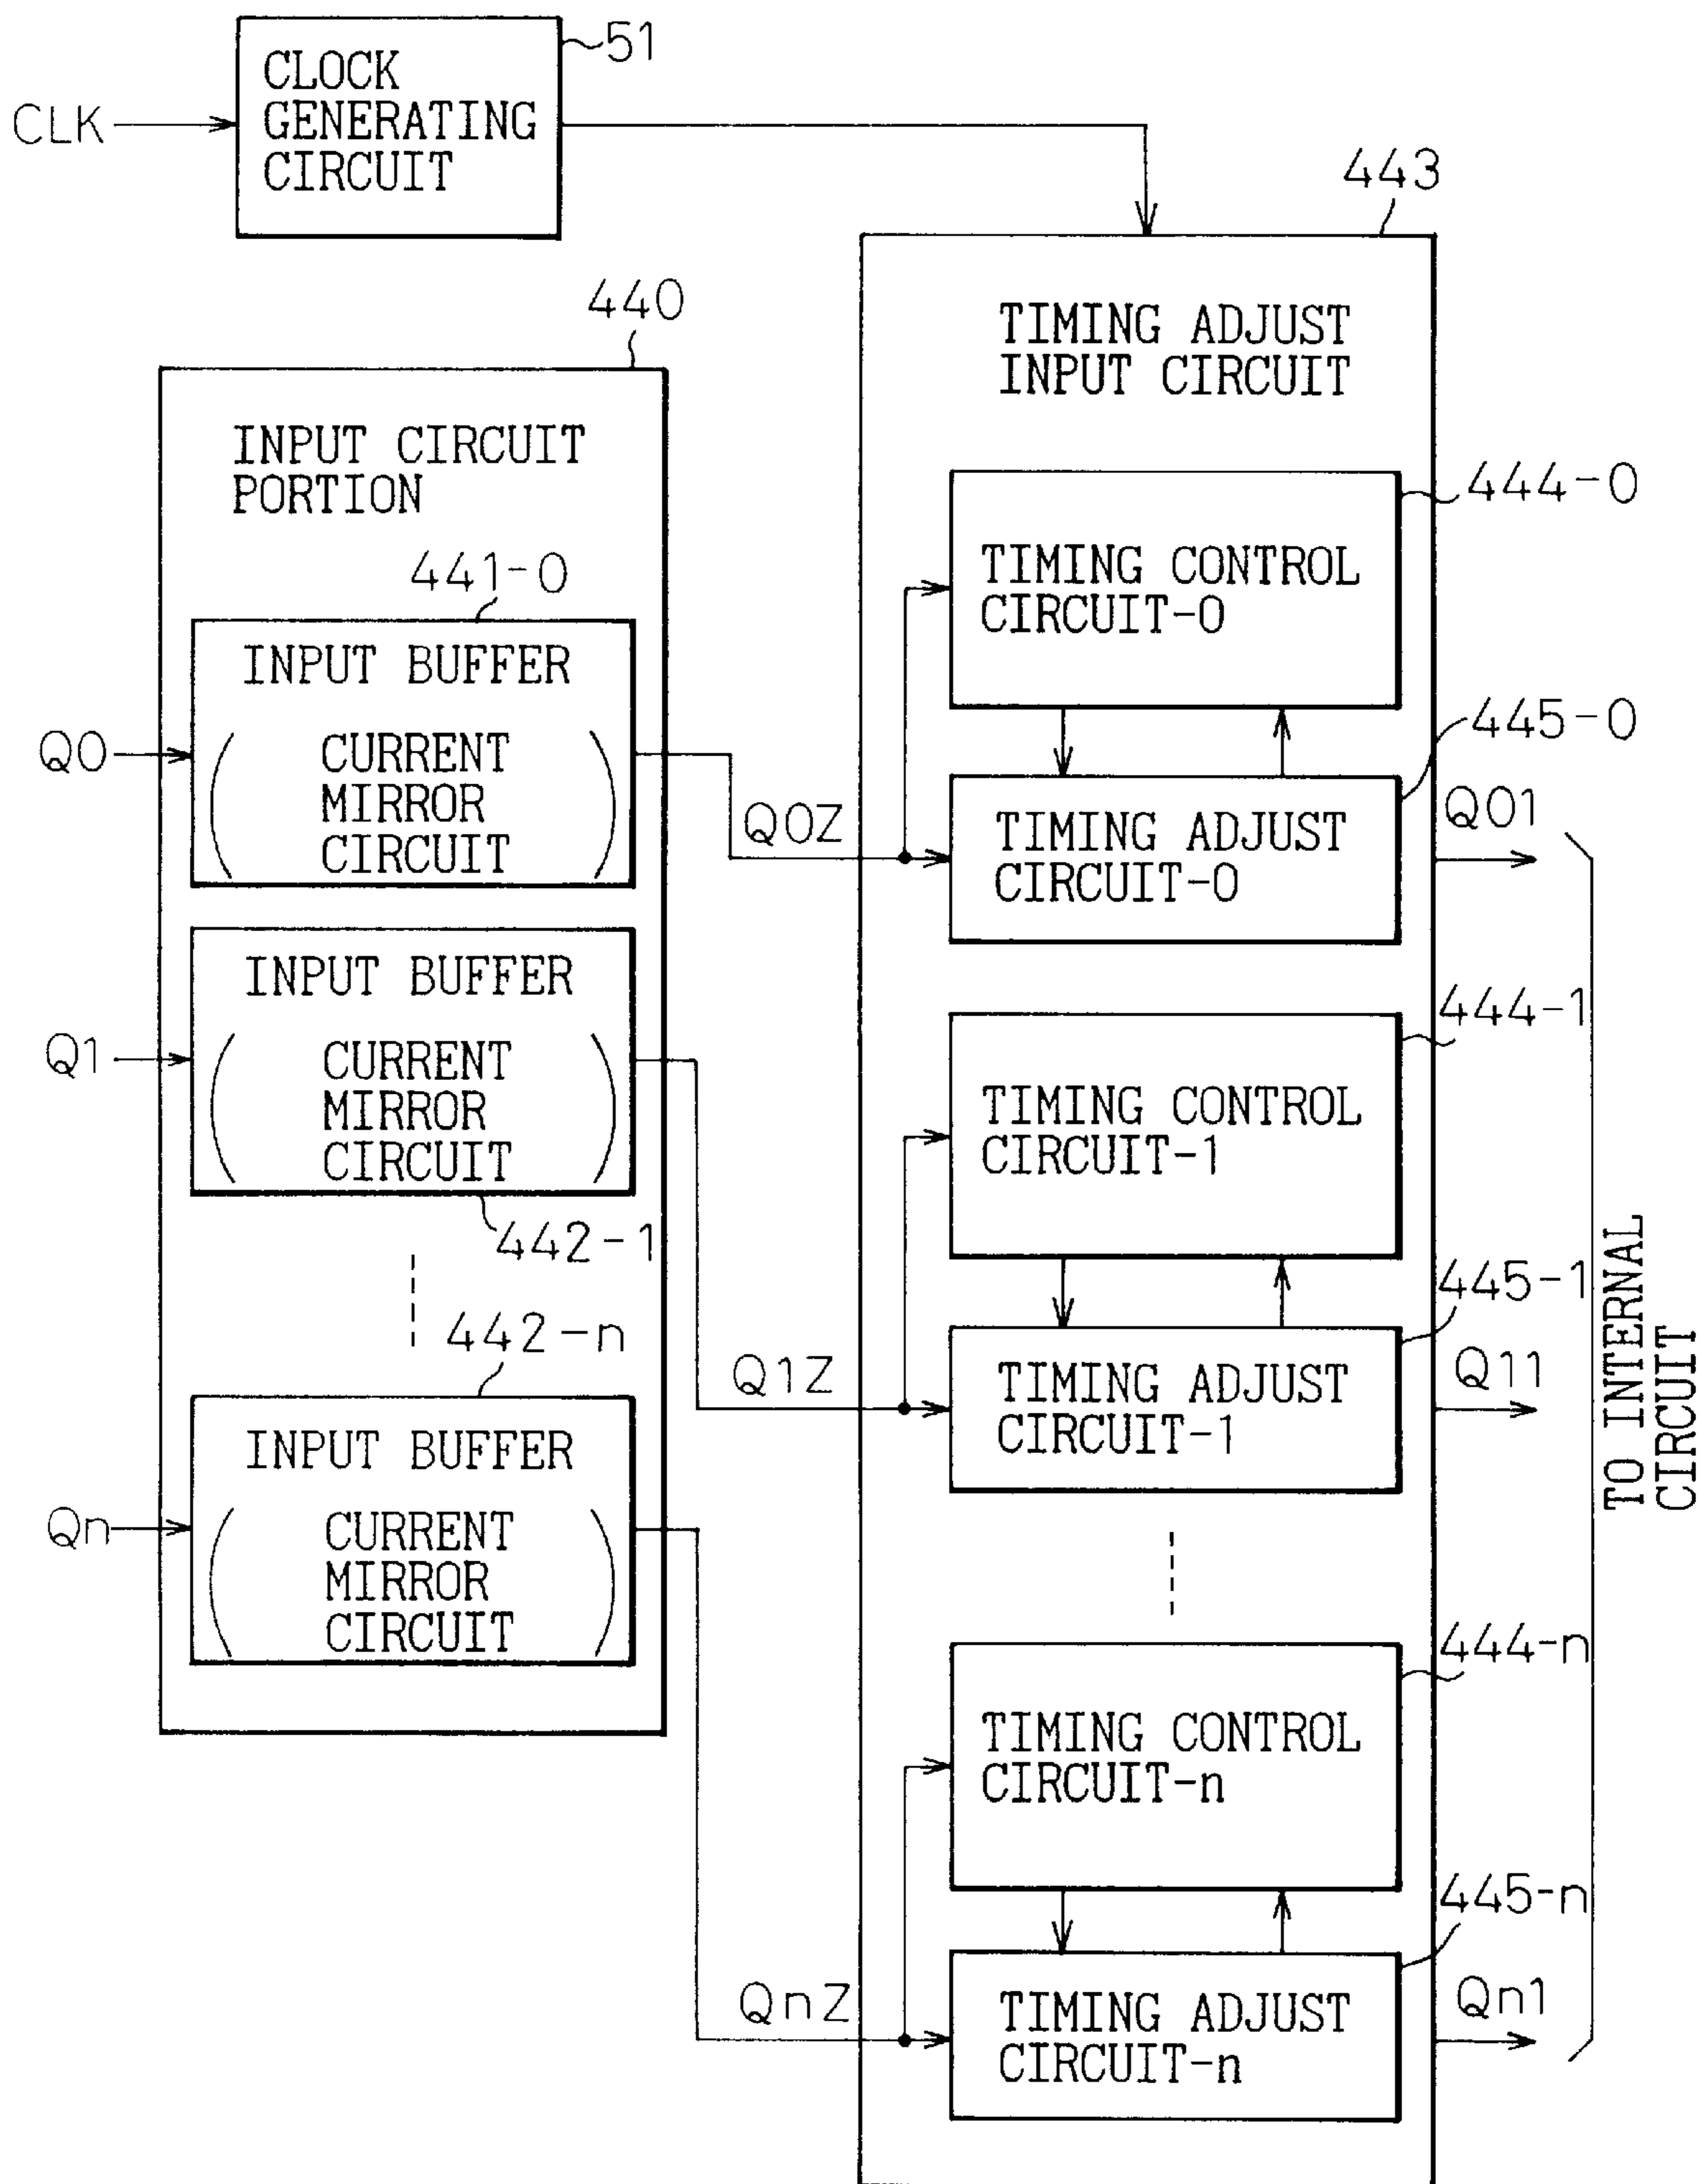 51
CLK
CLOCK
GENERATING
CIRCUIT
443
440
TIMING ADJUST
INPUT CIRCUIT
INPUT CIRCUIT
PORTION
444-0
441-0
TIMING CONTROL
CIRCUIT-0
INPUT BUFFER
Q0
CURRENT
MIRROR
CIRCUIT
445-0
Q0Z
TIMING ADJUST
CIRCUIT-0
Q01
INPUT BUFFER
Q1
CURRENT
MIRROR
CIRCUIT
442-1
444-1
TIMING CONTROL
CIRCUIT-1
445-1
Q1Z
TIMING ADJUST
CIRCUIT-1
Q11
TO INTERNAL
CIRCUIT
442-n
INPUT BUFFER
Qn
CURRENT
MIRROR
CIRCUIT
444-n
TIMING CONTROL
CIRCUIT-n
445-n
QnZ
TIMING ADJUST
CIRCUIT-n
Qn1